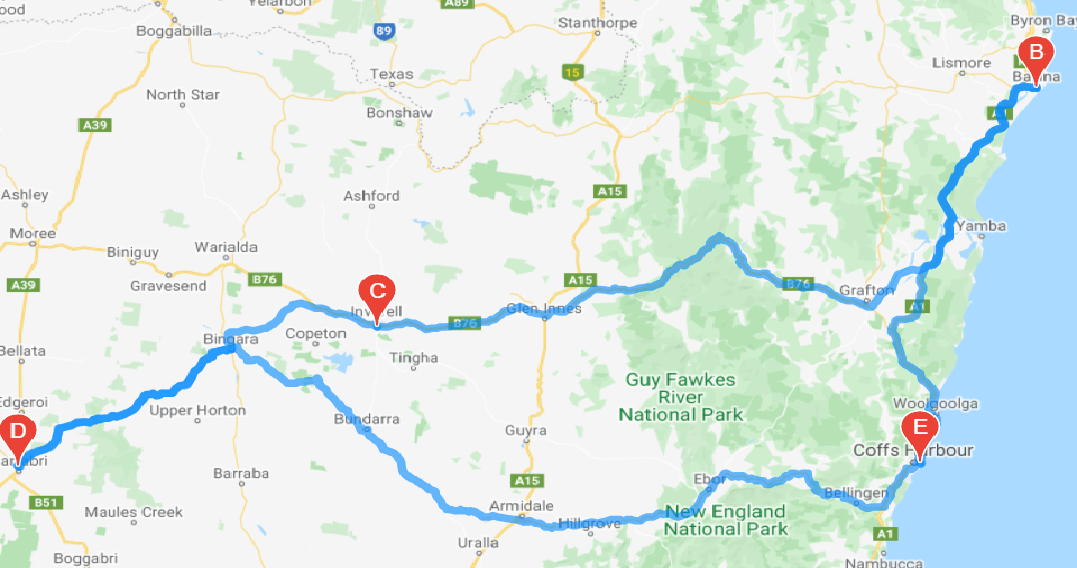 ood
Yelarbon
A89
Boggabilla
89
Stanthorpe
Byron Bay
B
Lismore
Texas
15
Ballina
North Star
Bonshaw
A39
Ashley
Ashford
A15
Moree
Yamba
Biniguy
Warialda
A39
Gravesend
B76
C
A15
B76
Grafton
Inverell
Glen Innes
A1
B76
Bingara
Copeton
Bellata
Tingha
Guy Fawkes
River
National Park
Edgeroi
Upper Horton
Woolgoolga
D
Bundarra
Guyra
E
Coffs Harbour
Narrabri
Barraba
A15
Ebor
Bellingen
B51
Maules Creek
Armidale
Hillgrove
New England
National Park
Uralla
A1
Boggabri
Nambucca